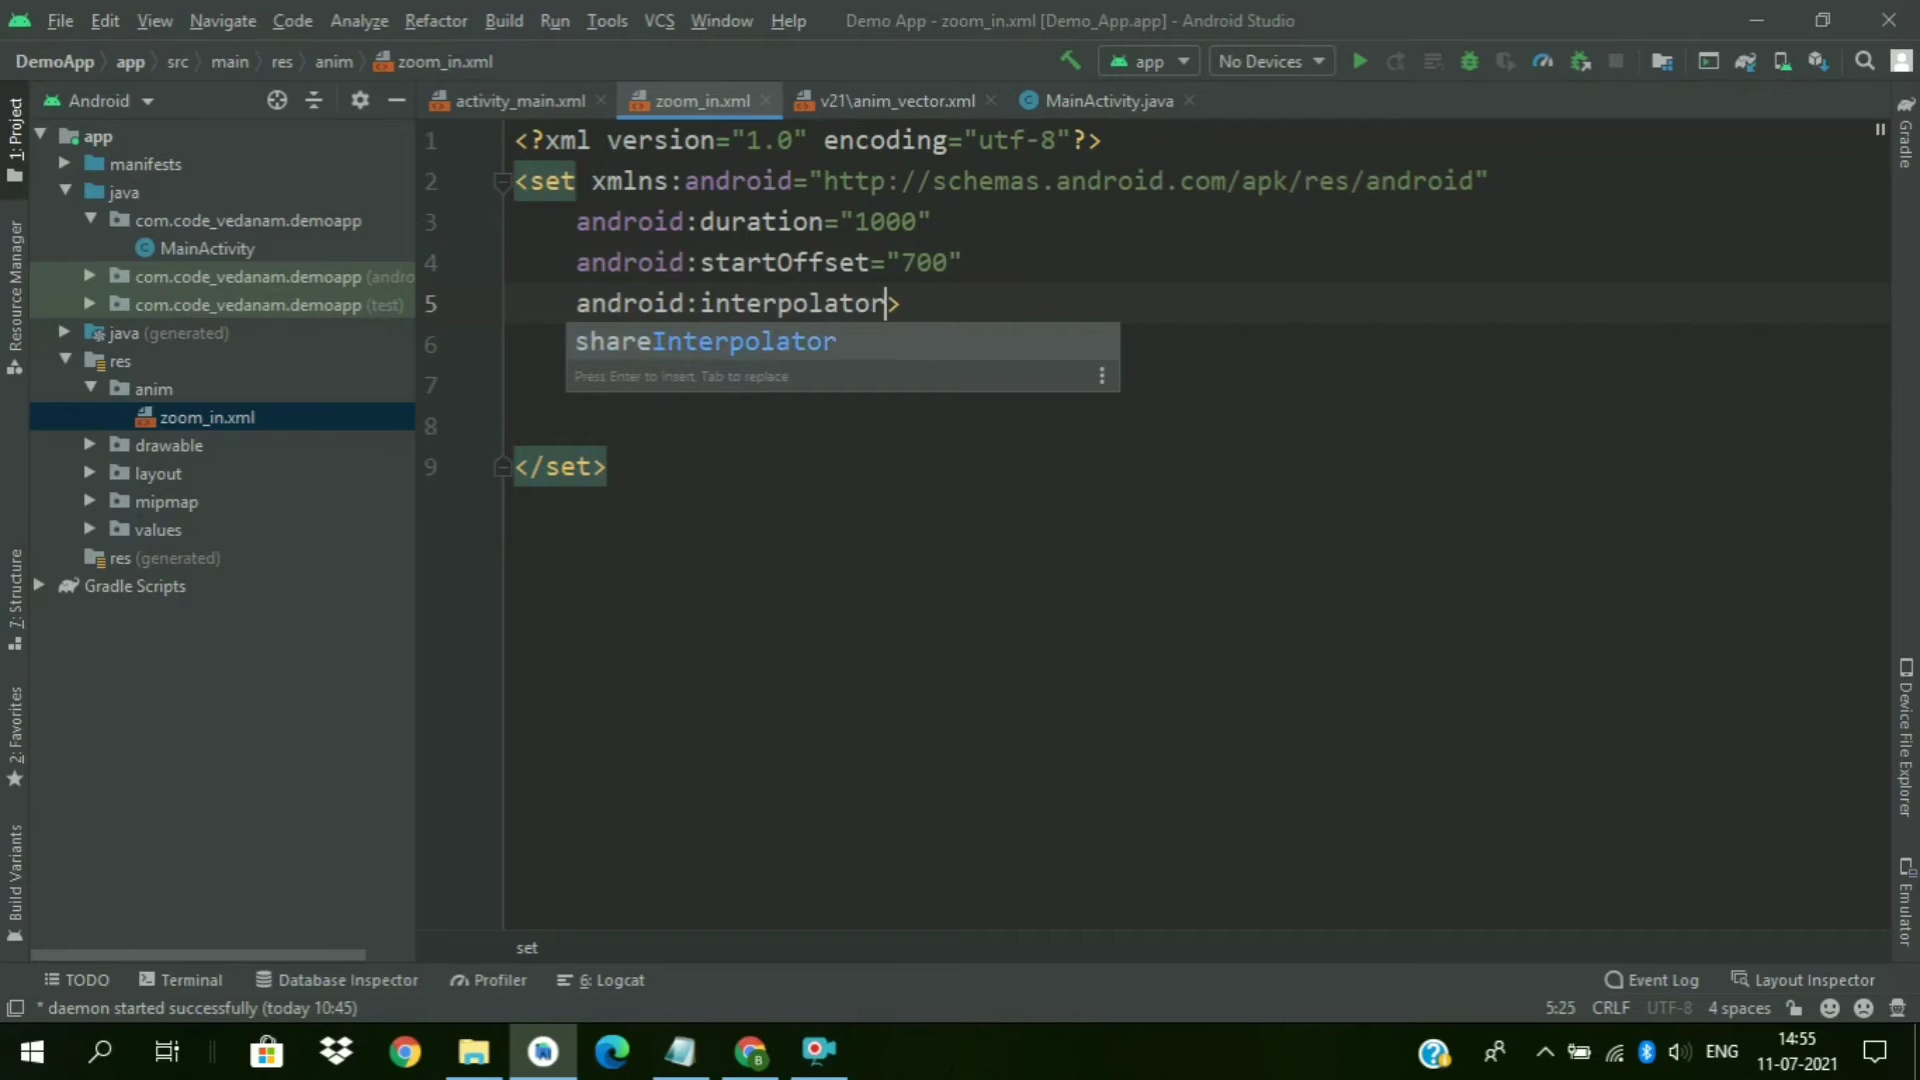 File Edit View Navigate Code Analyze Refactor Build Run Tools VCS Window Help Demo App - zoom_in.xml [Demo_App.app] - Android Studio
DemoApp app src main res anim zoom_in.xml app No Devices
Android activity_main.xml zoom_in.xml v21\anim_vector.xml MainActivity.java
1: Project
Resource Manager
7: Structure
2: Favorites
Build Variants
app
manifests
java
com.code_vedanam.demoapp
MainActivity
com.code_vedanam.demoapp (andro
com.code_vedanam.demoapp (test)
java (generated)
res
anim
zoom_in.xml
drawable
layout
mipmap
values
res (generated)
Gradle Scripts
1 <?xml version="1.0" encoding="utf-8"?>
2 <set xmlns:android="http://schemas.android.com/apk/res/android"
3 android:duration="1000"
4 android:startOffset="700"
5 android:interpolator>
6 shareInterpolator
7 Press Enter to insert, Tab to replace
8
9 </set>
Gradle
Device File Explorer
Emulator
set
TODO Terminal Database Inspector Profiler 6: Logcat Event Log Layout Inspector
* daemon started successfully (today 10:45) 5:25 CRLF UTF-8 4 spaces
ENG 14:55
11-07-2021